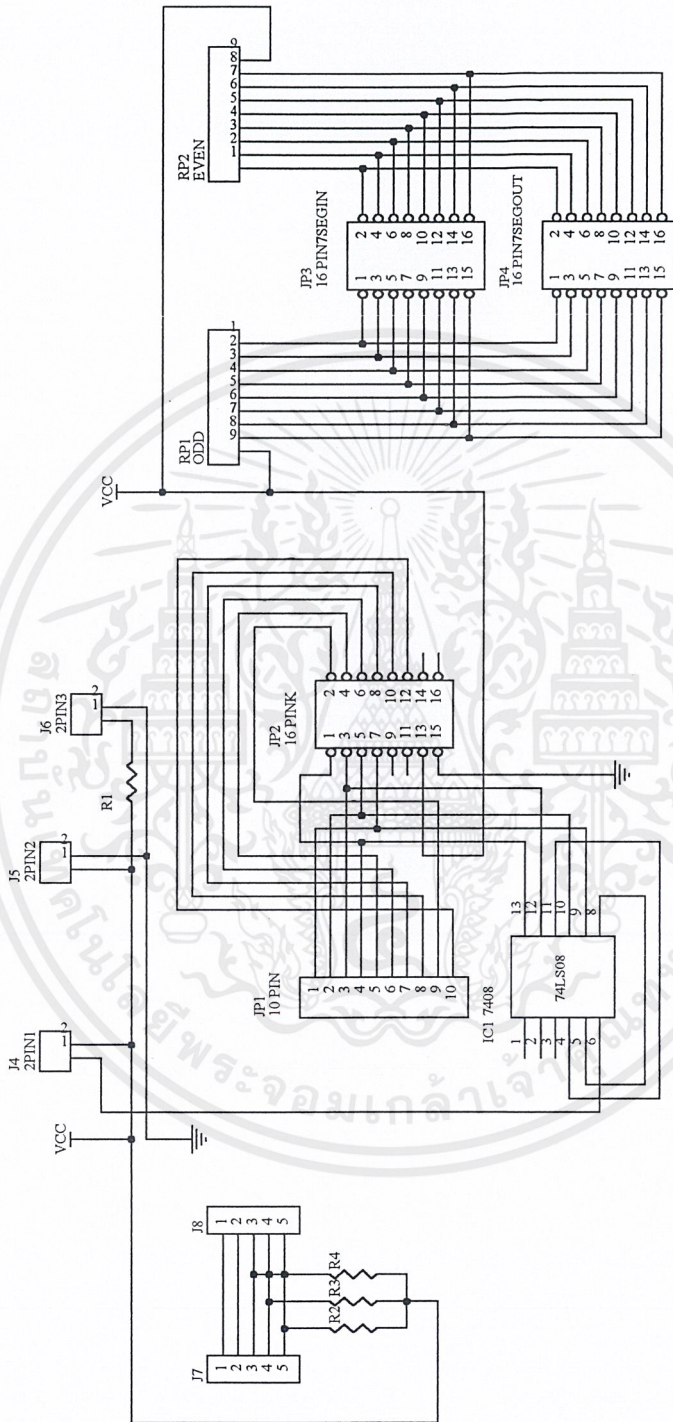 VCC
J4
2PIN1
2
1
J5
2PIN2
2
1
J6
2PIN3
2
1
R1
VCC
RP1
ODD
1
2
3
4
5
6
7
8
9
RP2
EVEN
9
8
7
6
5
4
3
2
1
J7
1
2
3
4
5
J8
1
2
3
4
5
R2
R3
R4
JP1
10 PIN
1
2
3
4
5
6
7
8
9
10
JP2
16 PINK
1 2
3 4
5 6
7 8
9 10
11 12
13 14
15 16
JP3
16 PIN7SEGIN
1 2
3 4
5 6
7 8
9 10
11 12
13 14
15 16
JP4
16 PIN7SEGOUT
1 2
3 4
5 6
7 8
9 10
11 12
13 14
15 16
IC1 7408
74LS08
1
2
3
4
5
6
13
12
11
10
9
8